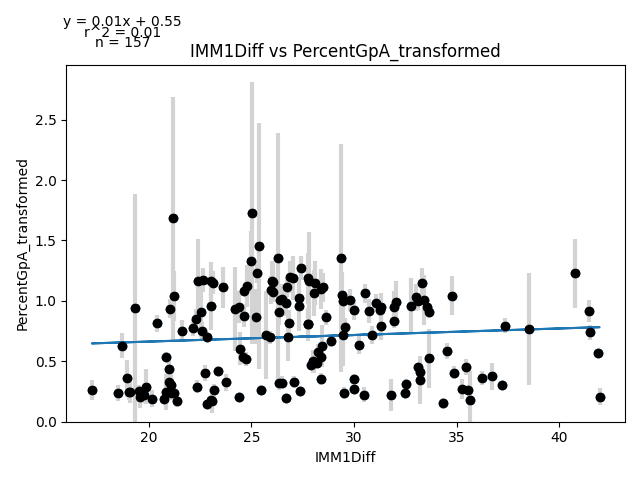 y = 0.01x + 0.55
r^2 = 0.01
n = 157
IMM1Diff vs PercentGpA_transformed
PercentGpA_transformed
2.5
2.0
1.5
1.0
0.5
0.0
20 25 30 35 40
IMM1Diff